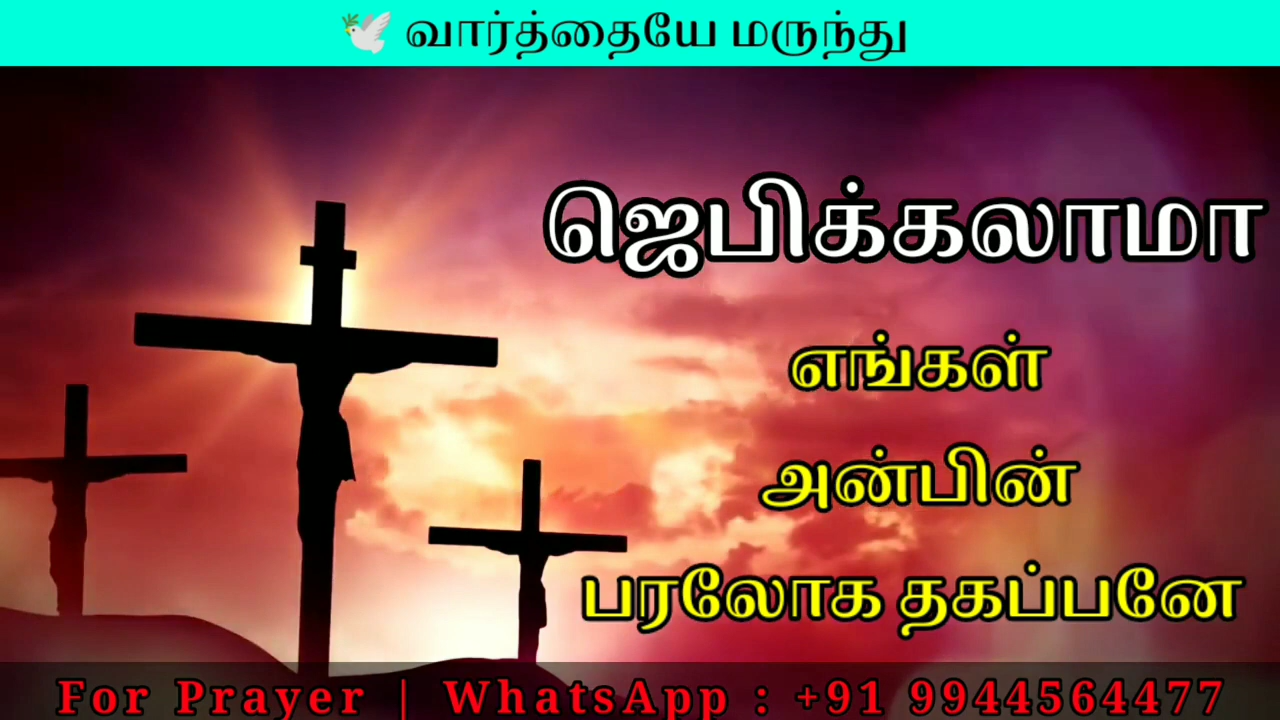 🕊️ வார்த்தையே மருந்து
ஜெபிக்கலாமா
எங்கள்
அன்பின்
பரலோக தகப்பனே
For Prayer | WhatsApp : +91 9944564477